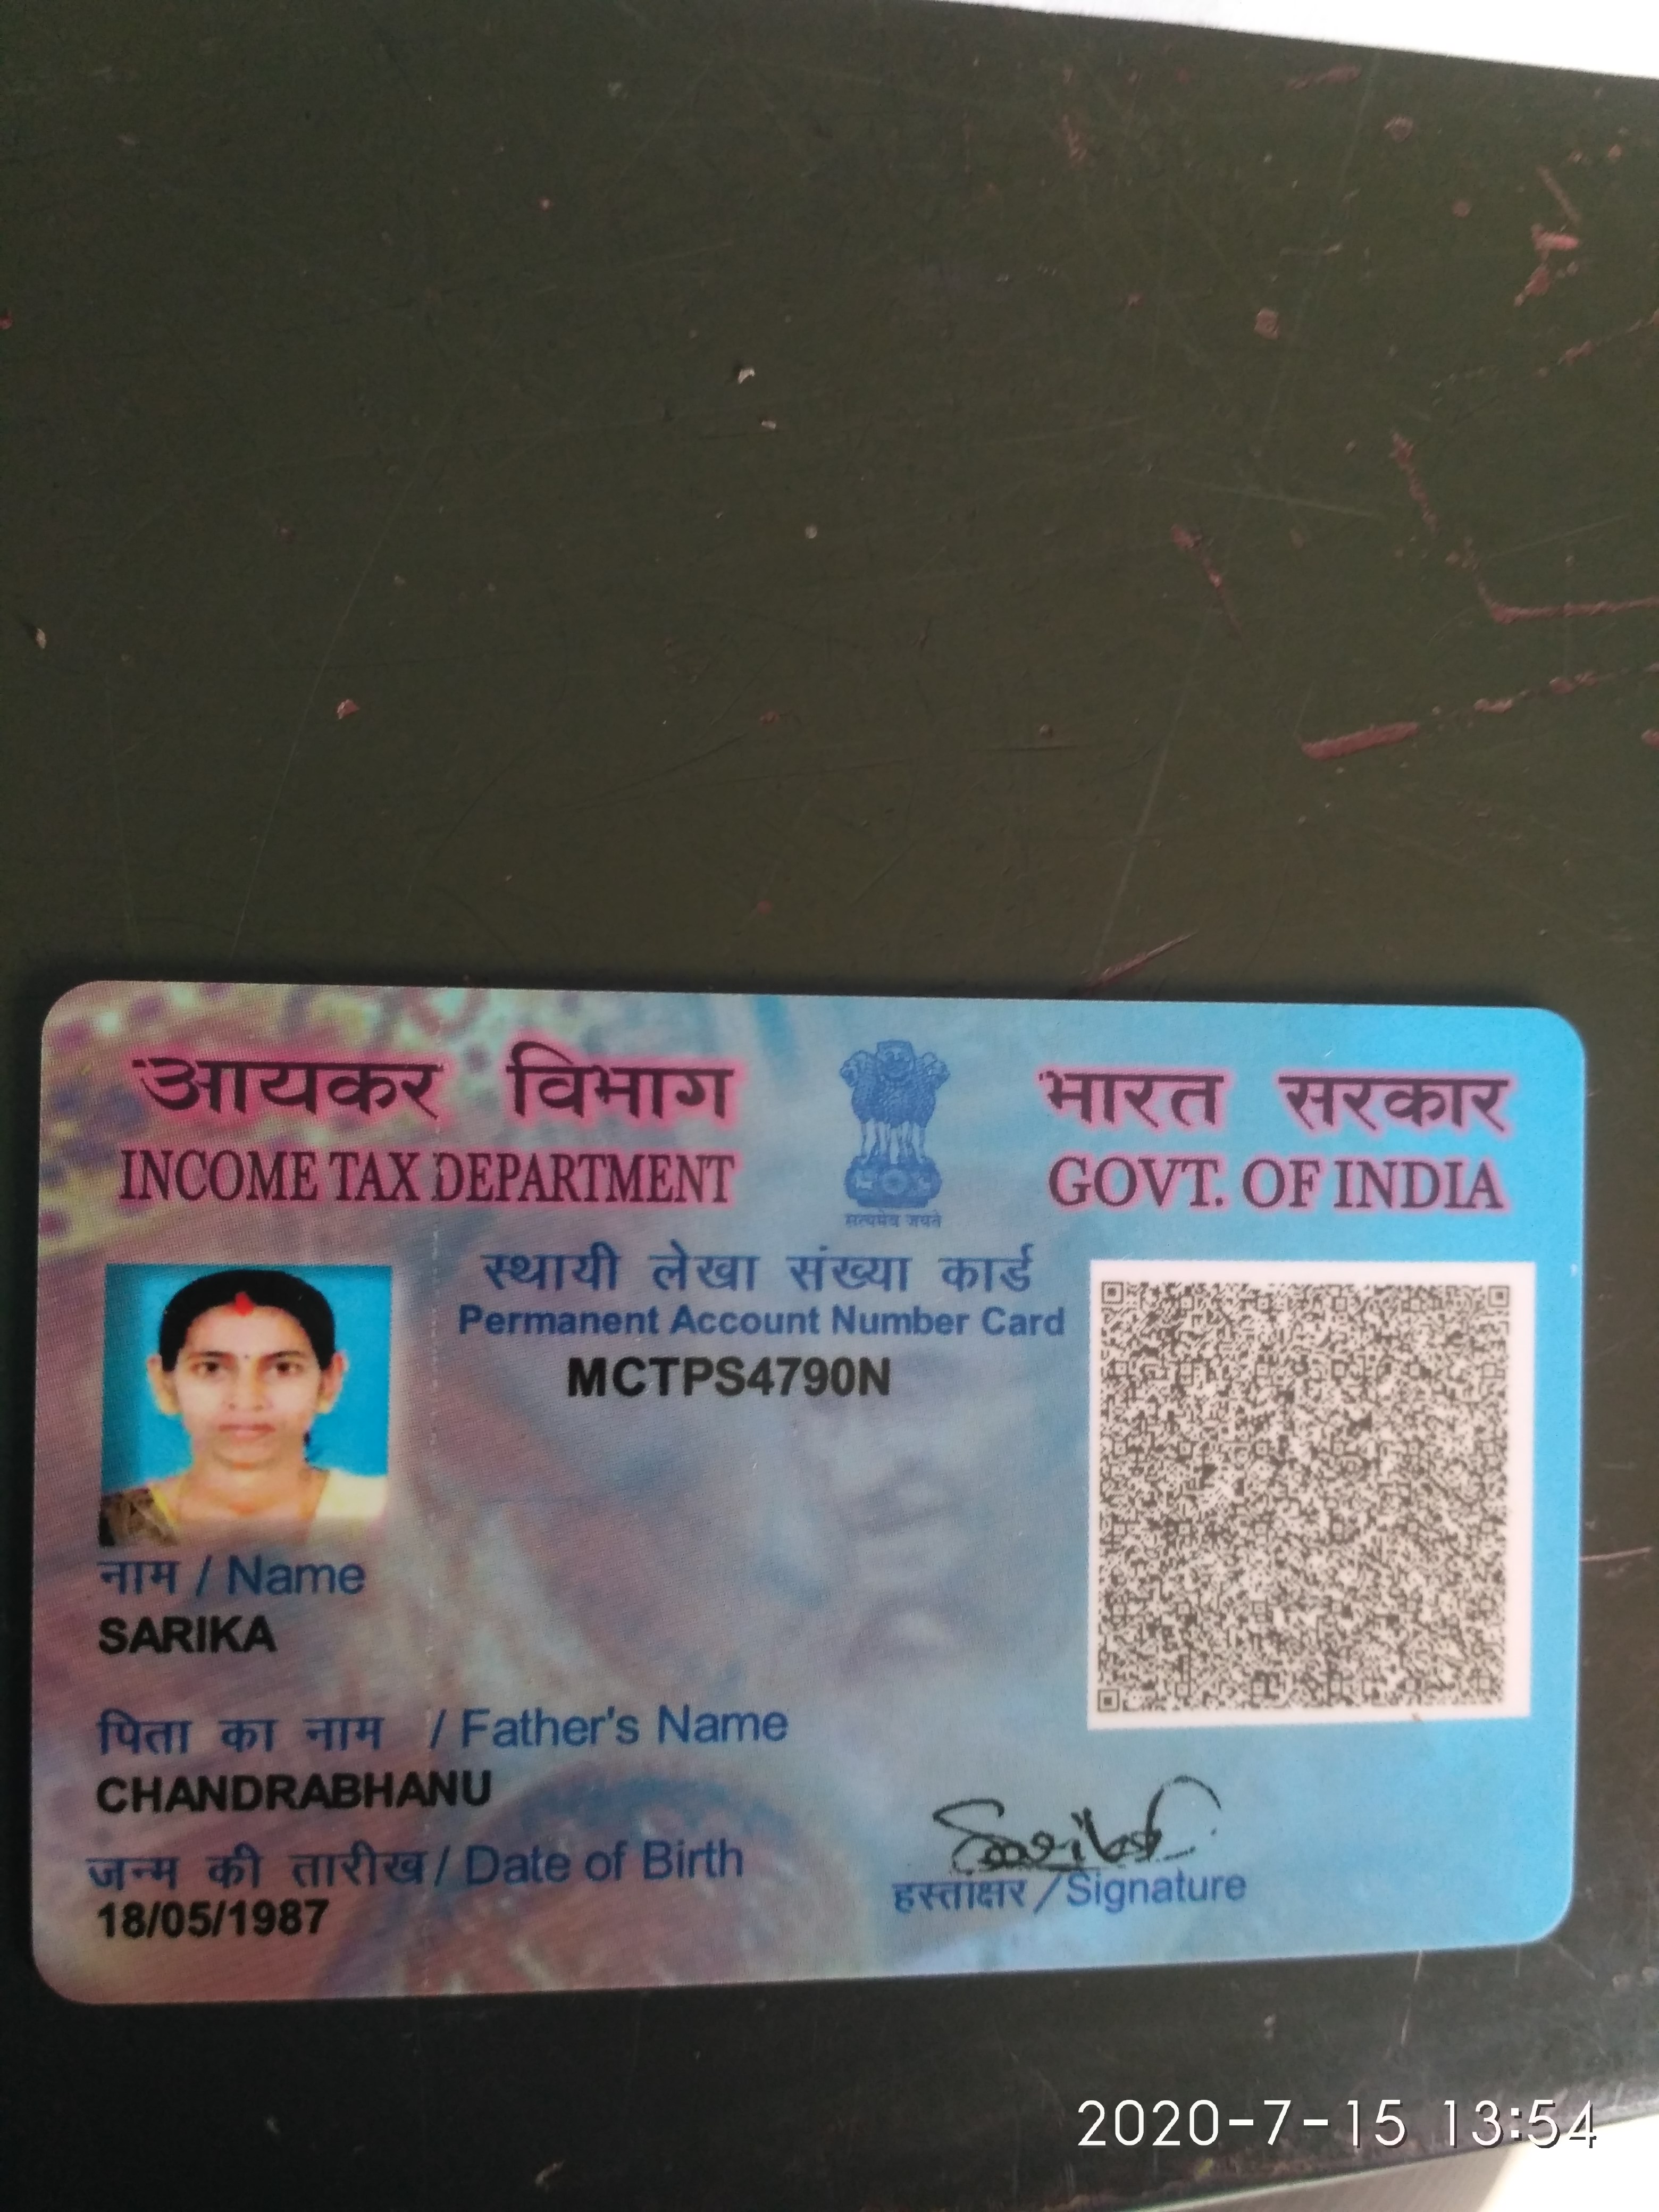 आयकर विभाग
INCOME TAX DEPARTMENT
सत्यमेव जयते
भारत सरकार
GOVT. OF INDIA
स्थायी लेखा संख्या कार्ड
Permanent Account Number Card
MCTPS4790N
नाम / Name
SARIKA
पिता का नाम / Father's Name
CHANDRABHANU
जन्म की तारीख / Date of Birth
18/05/1987
Sarika
हस्ताक्षर / Signature
2020-7-15 13:54